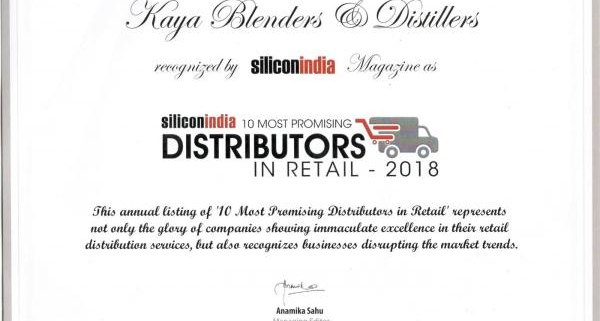 Kaya Blenders & Distillers
recognized by siliconindia Magazine as
siliconindia 10 MOST PROMISING
DISTRIBUTORS
IN RETAIL - 2018
This annual listing of '10 Most Promising Distributors in Retail' represents
not only the glory of companies showing immaculate excellence in their retail
distribution services, but also recognizes businesses disrupting the market trends.
Anamika Sahu
Managing Editor